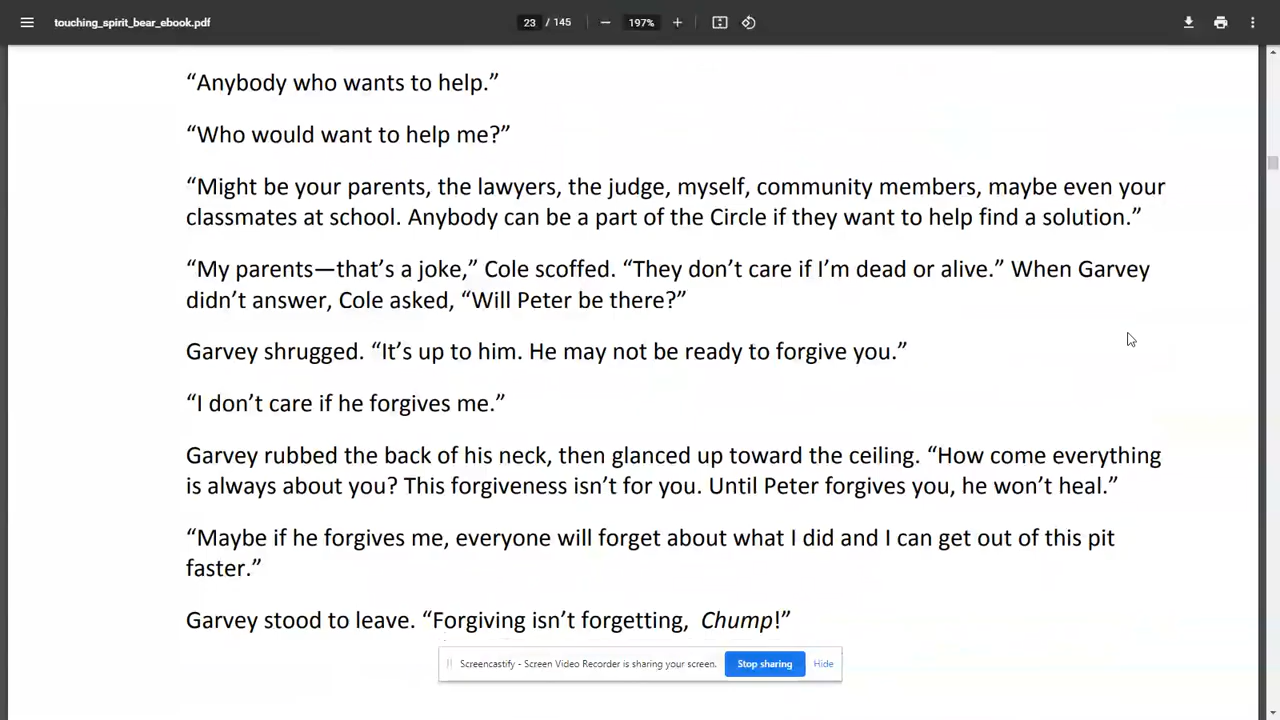 touching_spirit_bear_ebook.pdf
23 / 145
197%
“Anybody who wants to help.”
“Who would want to help me?”
“Might be your parents, the lawyers, the judge, myself, community members, maybe even your
classmates at school. Anybody can be a part of the Circle if they want to help find a solution.”
“My parents—that’s a joke,” Cole scoffed. “They don’t care if I’m dead or alive.” When Garvey
didn’t answer, Cole asked, “Will Peter be there?”
Garvey shrugged. “It’s up to him. He may not be ready to forgive you.”
“I don’t care if he forgives me.”
Garvey rubbed the back of his neck, then glanced up toward the ceiling. “How come everything
is always about you? This forgiveness isn’t for you. Until Peter forgives you, he won’t heal.”
“Maybe if he forgives me, everyone will forget about what I did and I can get out of this pit
faster.”
Garvey stood to leave. “Forgiving isn’t forgetting, Chump!”
Screencastify - Screen Video Recorder is sharing your screen. Stop sharing Hide